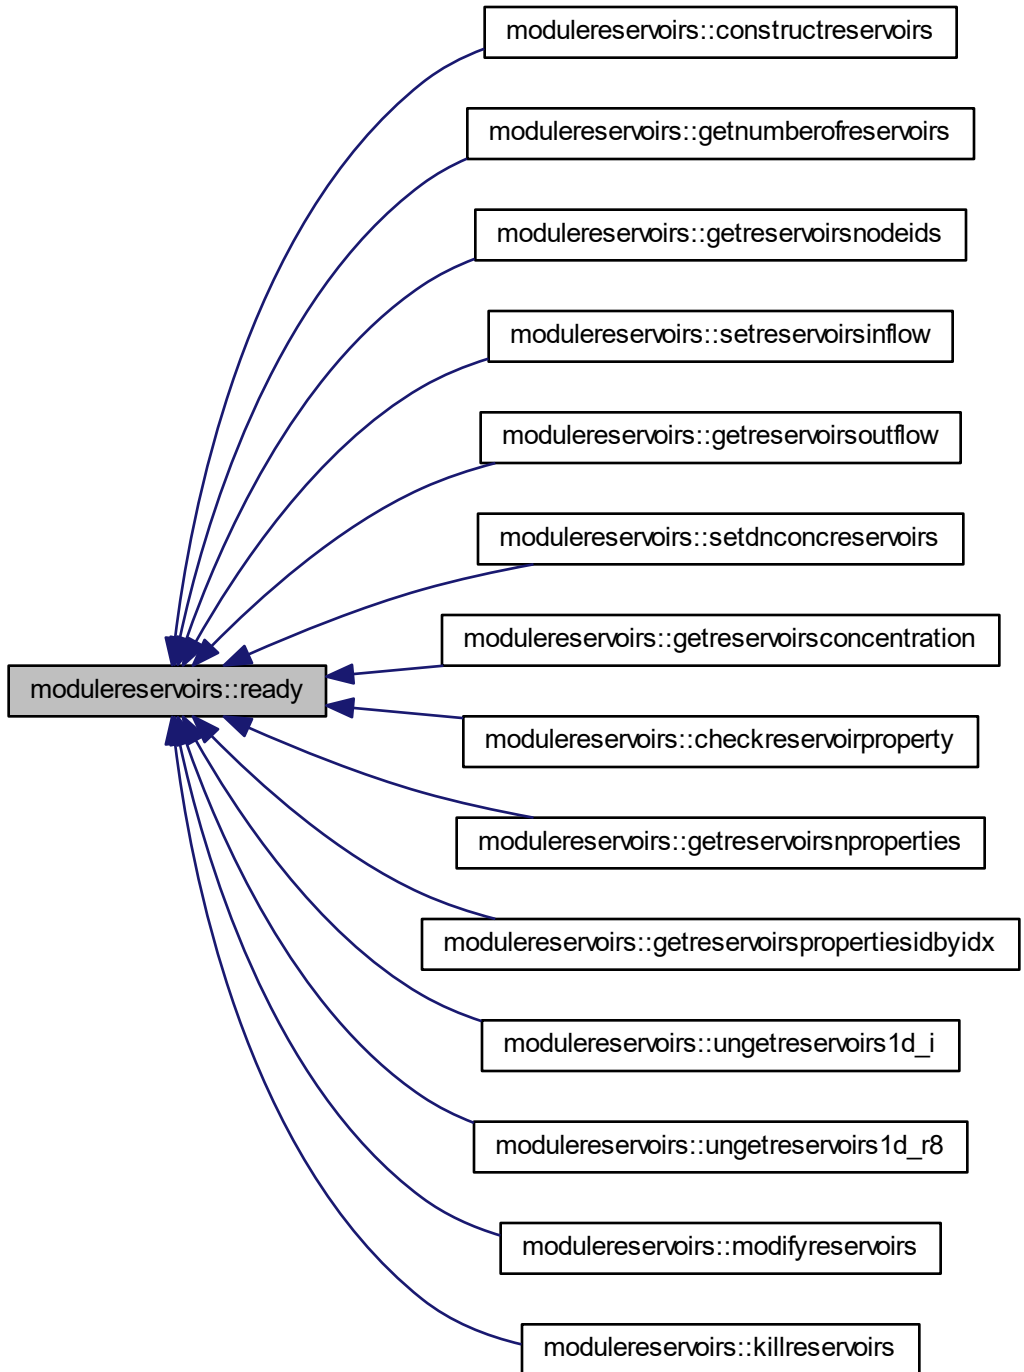 modulereservoirs::constructreservoirs
modulereservoirs::getnumberofreservoirs
modulereservoirs::getreservoirsnodeids
modulereservoirs::setreservoirsinflow
modulereservoirs::getreservoirsoutflow
modulereservoirs::setdnconcreservoirs
modulereservoirs::getreservoirsconcentration
modulereservoirs::ready
modulereservoirs::checkreservoirproperty
modulereservoirs::getreservoirsnproperties
modulereservoirs::getreservoirspropertiesidbyidx
modulereservoirs::ungetreservoirs1d_i
modulereservoirs::ungetreservoirs1d_r8
modulereservoirs::modifyreservoirs
modulereservoirs::killreservoirs